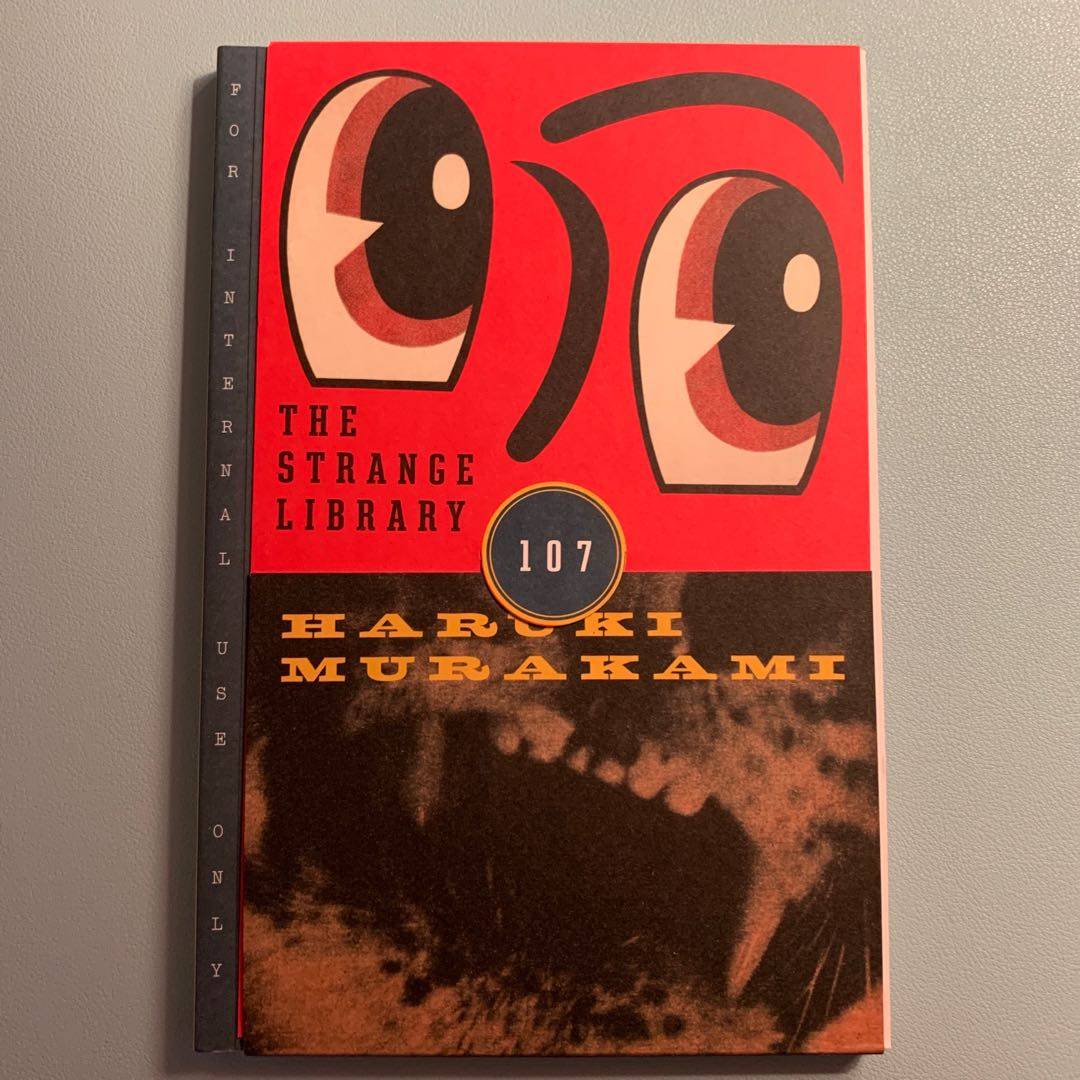 FOR INTERNAL USE ONLY
THE
STRANGE
LIBRARY
107
HARUKI
MURAKAMI